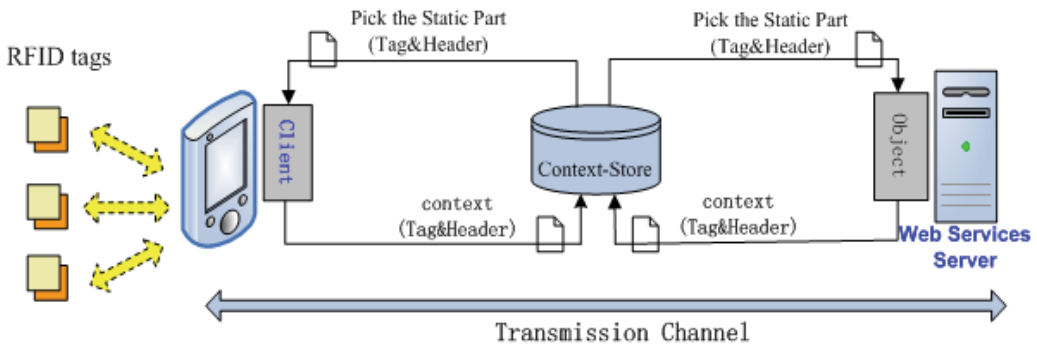 Pick the Static Part
(Tag&Header)
Pick the Static Part
(Tag&Header)
RFID tags
Client
Context-Store
Object
context
(Tag&Header)
context
(Tag&Header)
Web Services
Server
Transmission Channel